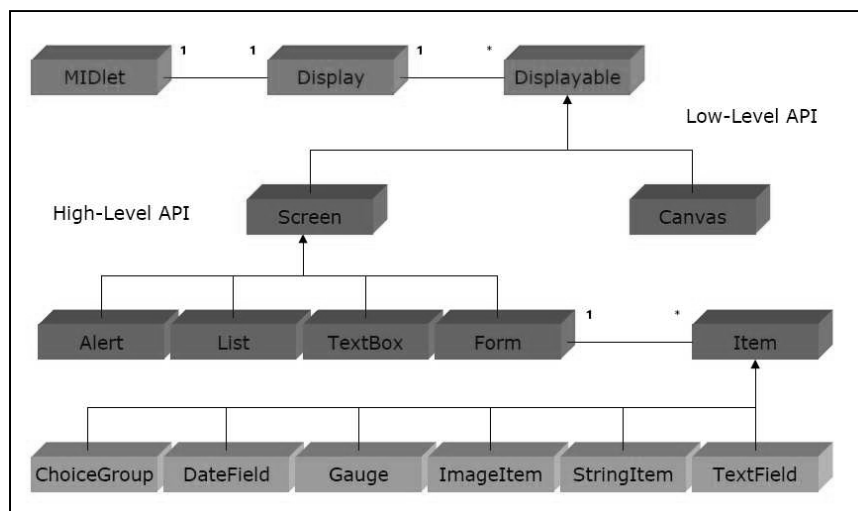 1 1 1 *
MIDlet Display Displayable
Low-Level API
High-Level API
Screen Canvas
1 *
Alert List TextBox Form Item
ChoiceGroup DateField Gauge ImageItem StringItem TextField